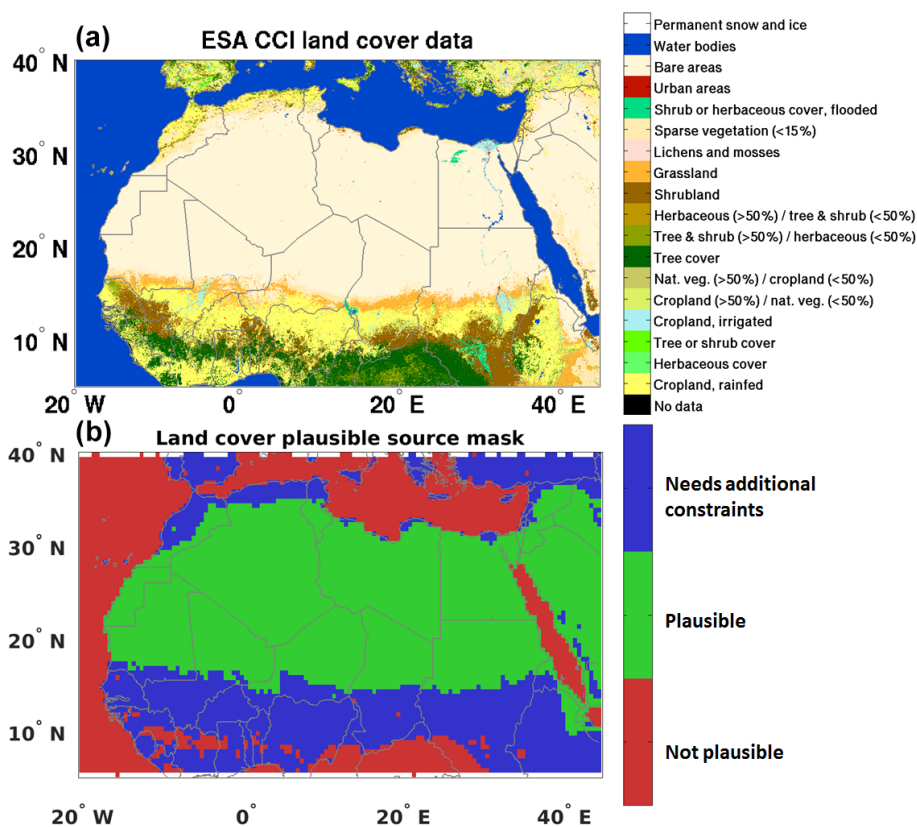 (a)
ESA CCI land cover data
40° N
30° N
20° N
10° N
20° W
0°
20° E
40° E
Permanent snow and ice
Water bodies
Bare areas
Urban areas
Shrub or herbaceous cover, flooded
Sparse vegetation (<15%)
Lichens and mosses
Grassland
Shrubland
Herbaceous (>50%) / tree & shrub (<50%)
Tree & shrub (>50%) / herbaceous (<50%)
Tree cover
Nat. veg. (>50%) / cropland (<50%)
Cropland (>50%) / nat. veg. (<50%)
Cropland, irrigated
Tree or shrub cover
Herbaceous cover
Cropland, rainfed
No data
(b)
Land cover plausible source mask
40° N
30° N
20° N
10° N
20° W
0°
20° E
40° E
Needs additional
constraints
Plausible
Not plausible